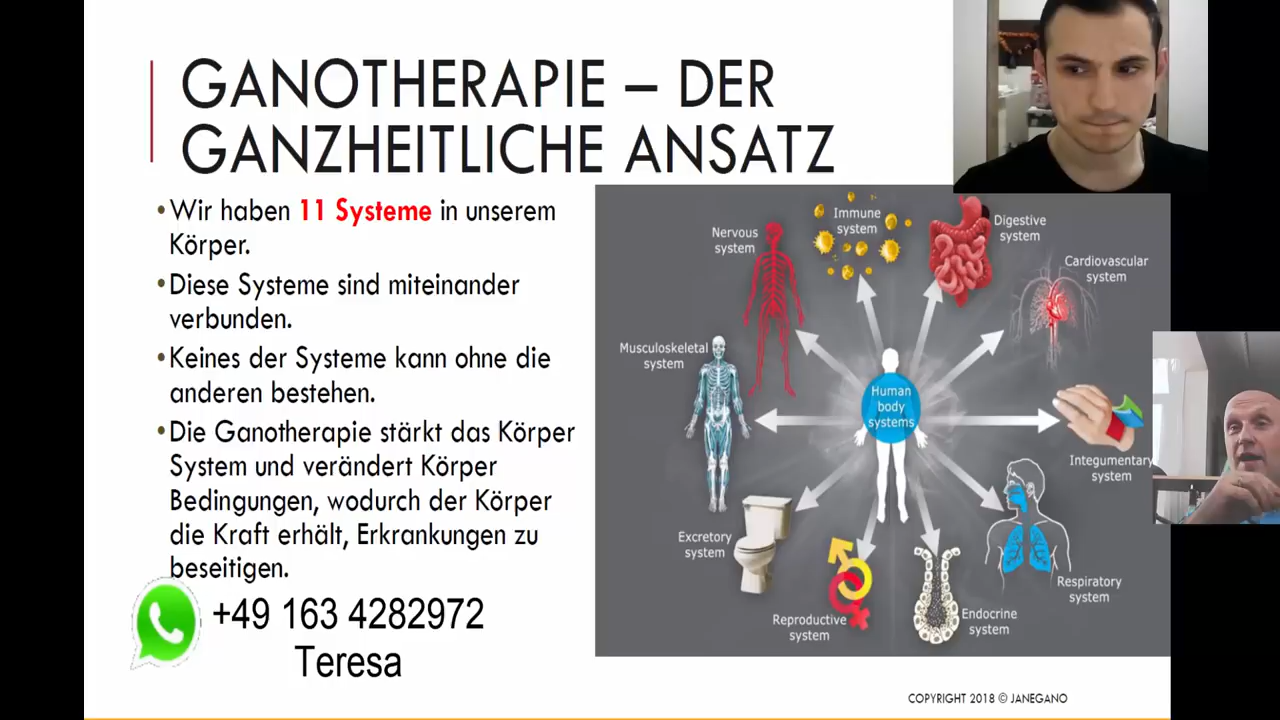 GANOTHERAPIE – DER
GANZHEITLICHE ANSATZ
•Wir haben 11 Systeme in unserem
Körper.
•Diese Systeme sind miteinander
verbunden.
•Keines der Systeme kann ohne die
anderen bestehen.
•Die Ganotherapie stärkt das Körper
System und verändert Körper
Bedingungen, wodurch der Körper
die Kraft erhält, Erkrankungen zu
beseitigen.
+49 163 4282972
Teresa
Immune
system
Digestive
system
Nervous
system
Cardiovascular
system
Musculoskeletal
system
Human
body
systems
Integumentary
system
Excretory
system
Respiratory
system
Reproductive
system
Endocrine
system
COPYRIGHT 2018 © JANEGANO